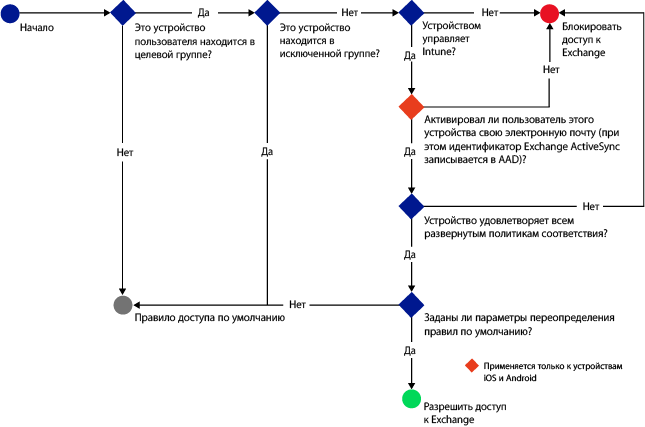 Да
Нет
Нет
Начало
Это устройство
пользователя находится в
целевой группе?
Это устройство
находится в
исключенной группе?
Устройством
управляет
Intune?
Блокировать
доступ к
Exchange
Да
Нет
Активировал ли пользователь этого
устройства свою электронную почту (при
этом идентификатор Exchange ActiveSync
записывается в AAD)?
Нет
Да
Да
Нет
Устройство удовлетворяет всем
развернутым политикам соответствия?
Да
Нет
Правило доступа по умолчанию
Заданы ли параметры переопределения
правил по умолчанию?
Да
Применяется только к устройствам
iOS и Android
Разрешить доступ
к Exchange